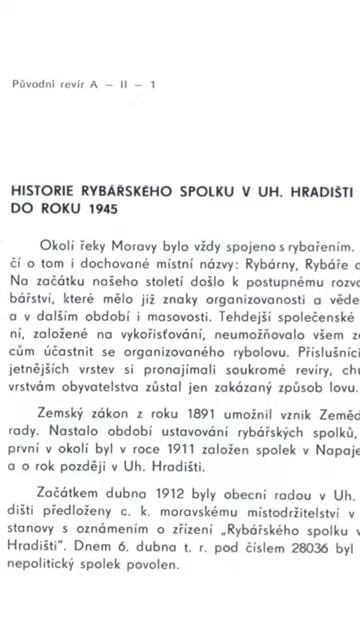 Původní revír A — II — 1
HISTORIE RYBÁŘSKÉHO SPOLKU V UH. HRADIŠTI
DO ROKU 1945
Okolí řeky Moravy bylo vždy spojeno s rybařením.
čí o tom i dochované místní názvy: Rybárny, Rybáře
Na začátku našeho století došlo k postupnému
bářství, které mělo již znaky organizovanosti a
a v dalším období i masovosti. Tehdejší společenské
ní, založené na vykořisťování, neumožňovalo všem
cům účastnit se organizovaného rybolovu. Příslušníci
jetnějších vrstev si pronajímali soukromé revíry,
vrstvám obyvatelstva zůstal jen zakázaný způsob lovu.
Zemský zákon z roku 1891 umožnil vznik
rady. Nastalo období ustavování rybářských spolků,
první v okolí byl v roce 1911 založen spolek v
a o rok později v Uh. Hradišti.
Začátkem dubna 1912 byly obecní radou v Uh.
dišti předloženy c. k. moravskému místodržitelství v
stanovy s oznámením o zřízení „Rybářského spolku v
Hradišti". Dnem 6. dubna t. r. pod číslem 28036 byl
nepolitický spolek povolen.